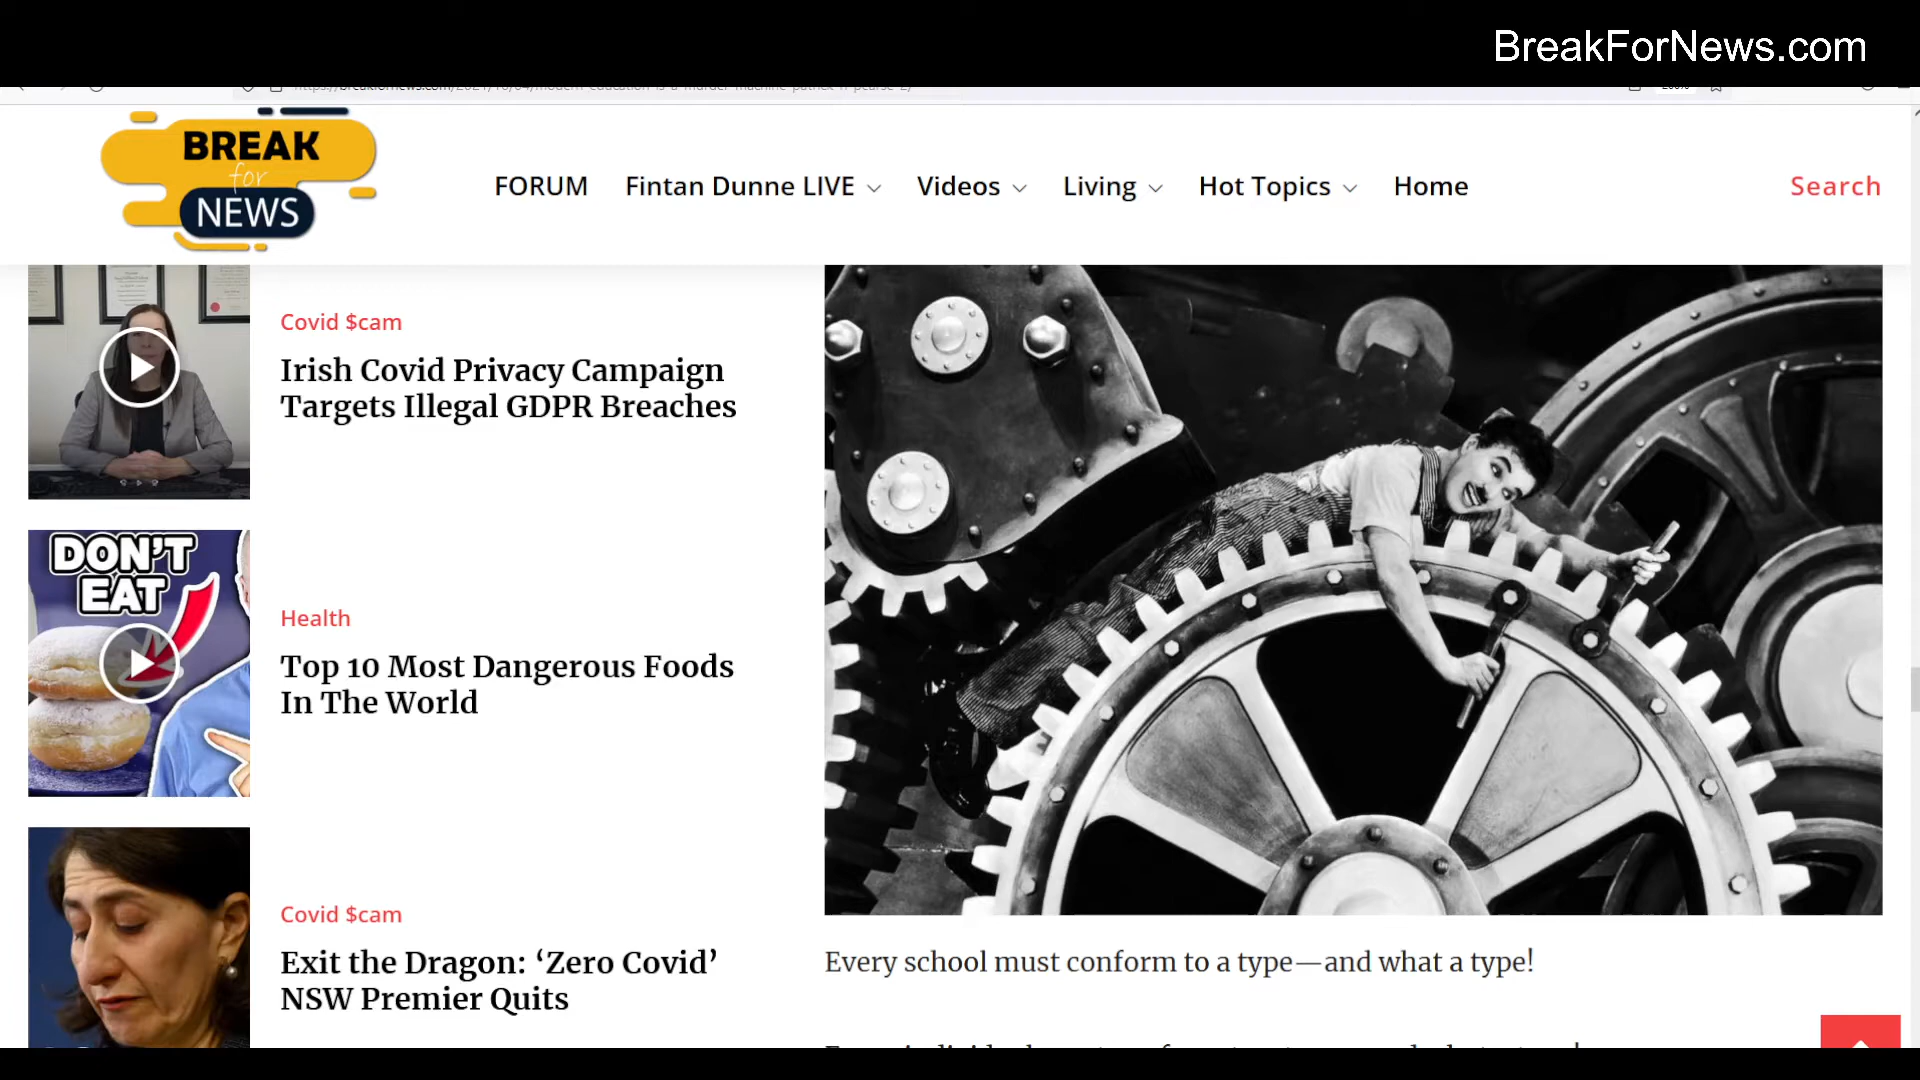 BreakForNews.com
BREAK
for
NEWS
FORUM
Fintan Dunne LIVE
Videos
Living
Hot Topics
Home
Search
Covid $cam
Irish Covid Privacy Campaign
Targets Illegal GDPR Breaches
DON'T
EAT
Health
Top 10 Most Dangerous Foods
In The World
Covid $cam
Exit the Dragon: ‘Zero Covid’
NSW Premier Quits
Every school must conform to a type—and what a type!